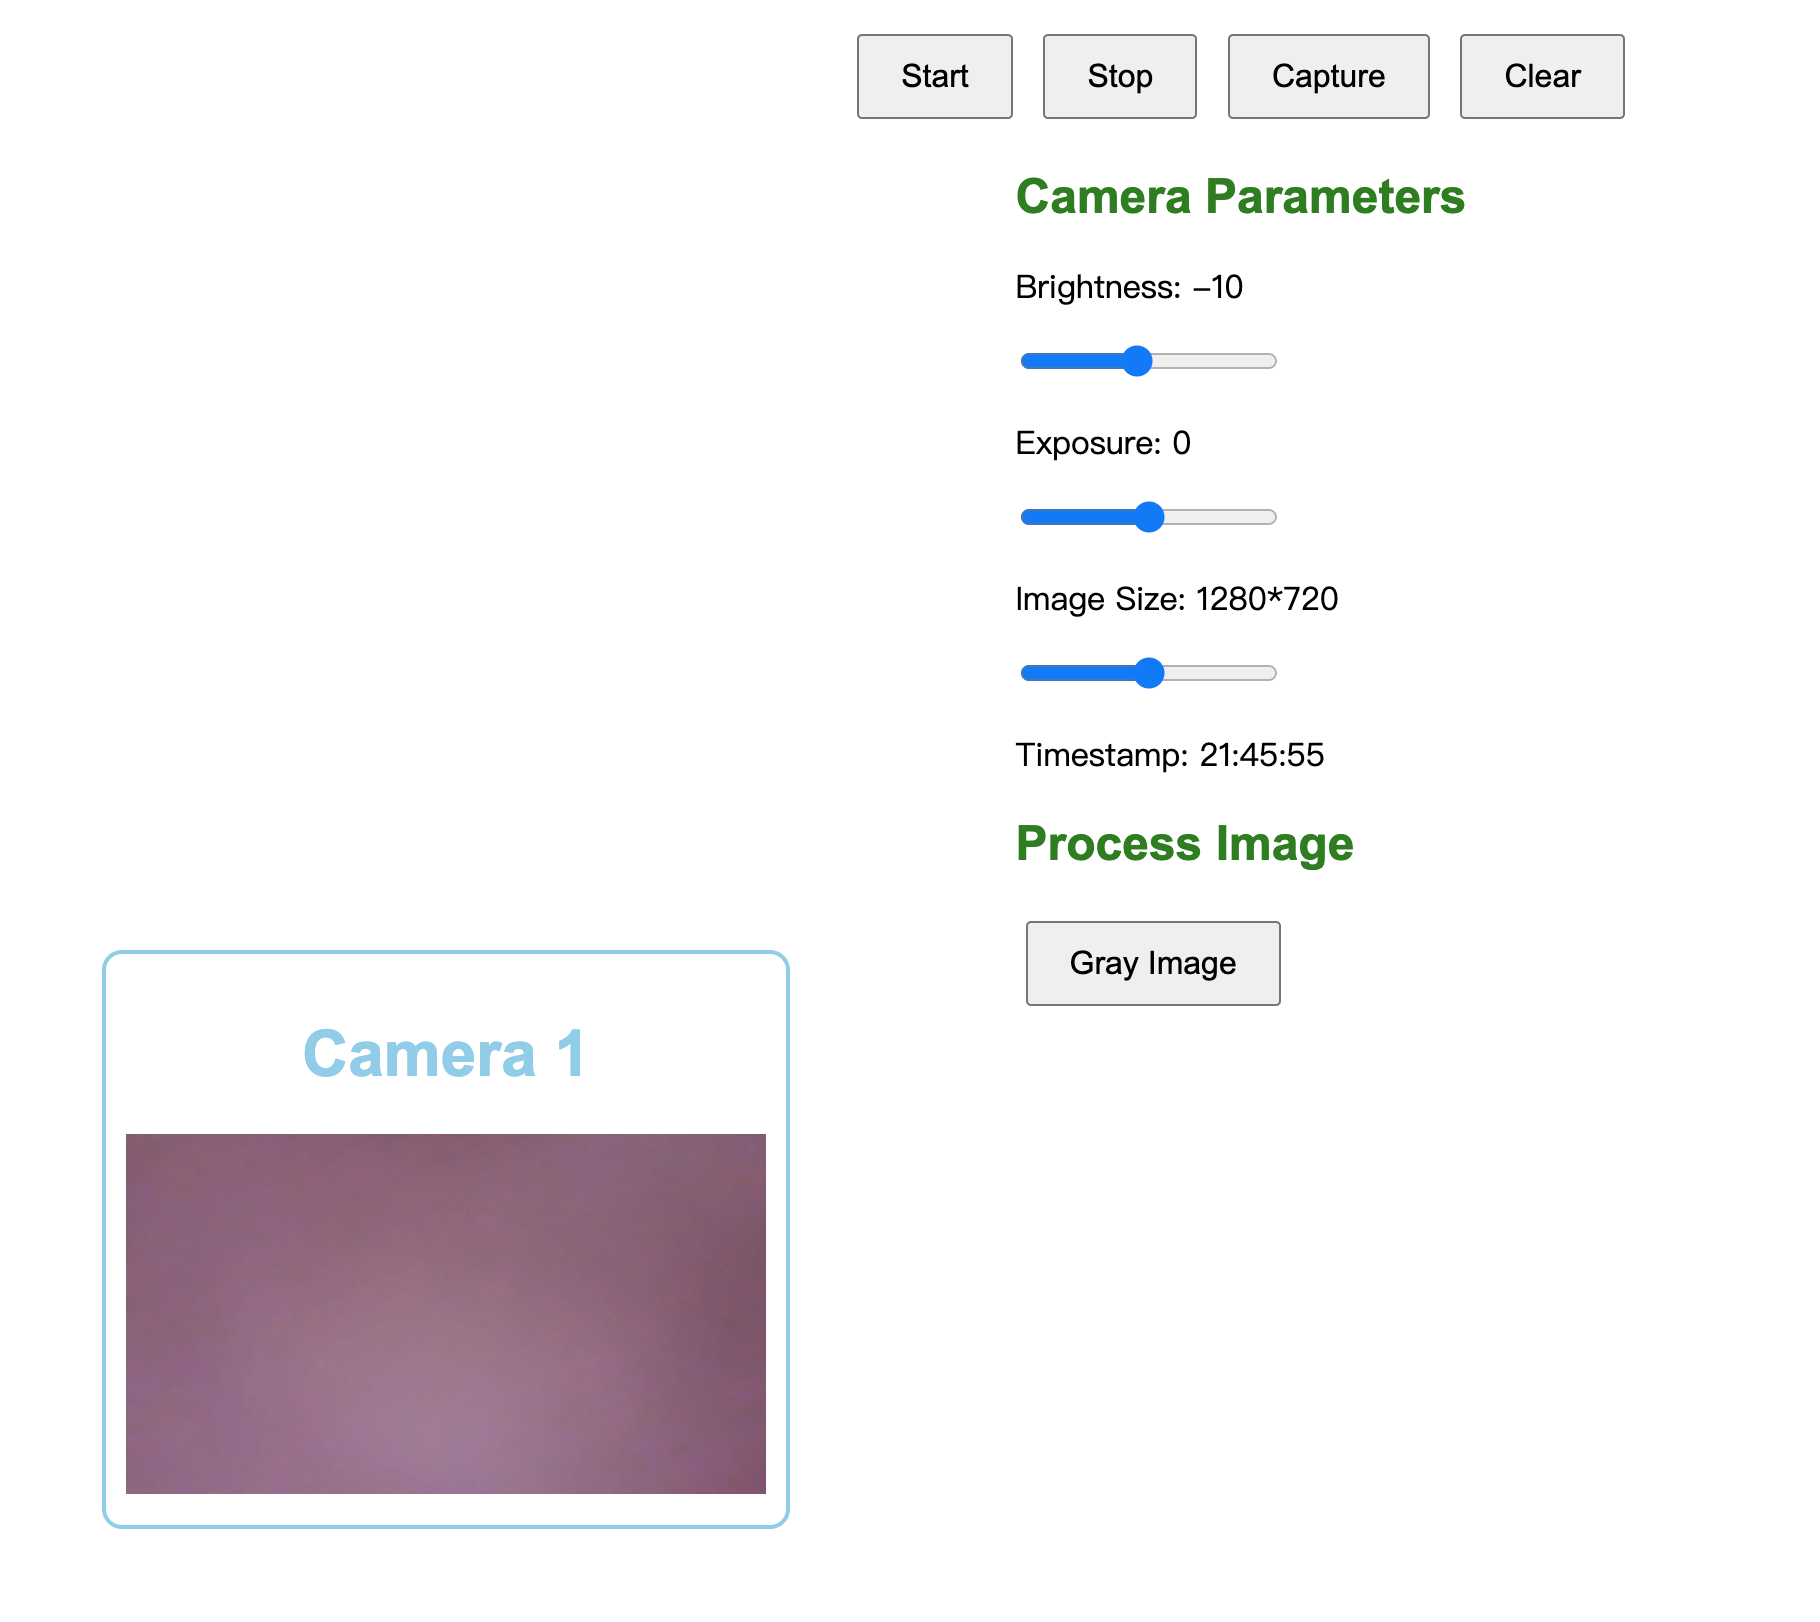 Start Stop Capture Clear
Camera Parameters
Brightness: -10
Exposure: 0
Image Size: 1280*720
Timestamp: 21:45:55
Process Image
Gray Image
Camera 1